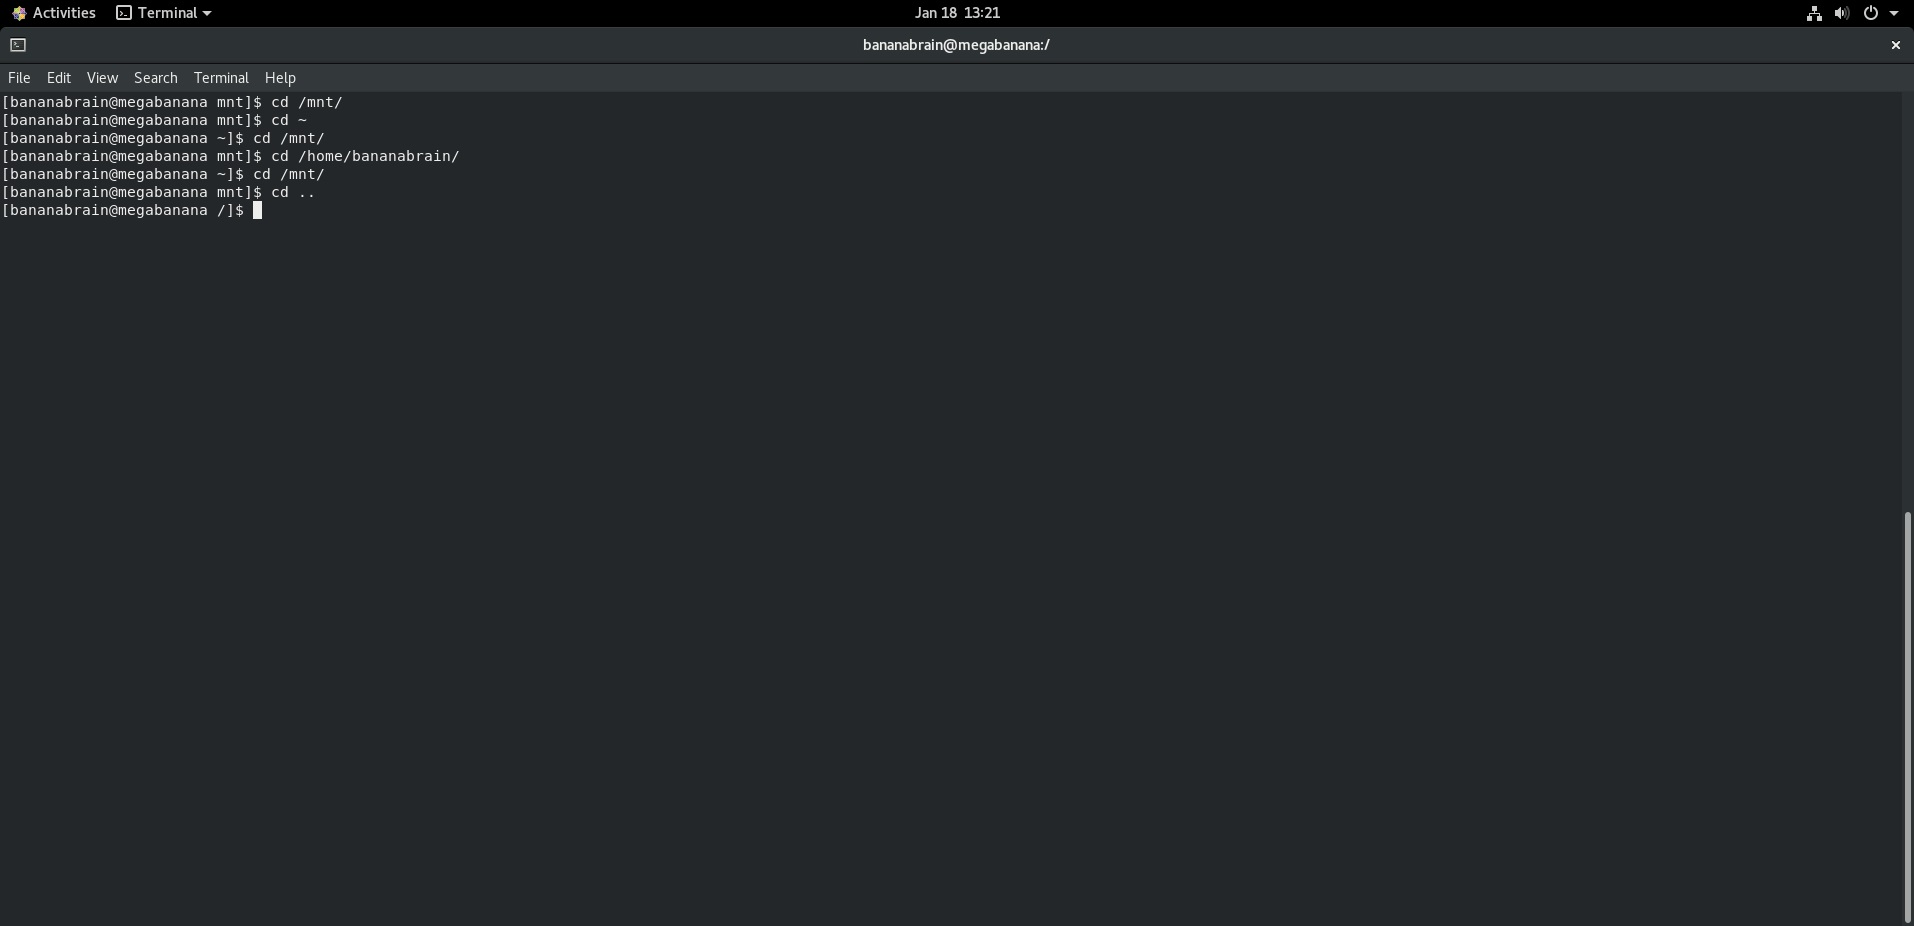 Activities Terminal Jan 18 13:21
bananabrain@megabanana:/
File Edit View Search Terminal Help
[bananabrain@megabanana mnt]$ cd /mnt/
[bananabrain@megabanana mnt]$ cd ~
[bananabrain@megabanana ~]$ cd /mnt/
[bananabrain@megabanana mnt]$ cd /home/bananabrain/
[bananabrain@megabanana ~]$ cd /mnt/
[bananabrain@megabanana mnt]$ cd ..
[bananabrain@megabanana /]$